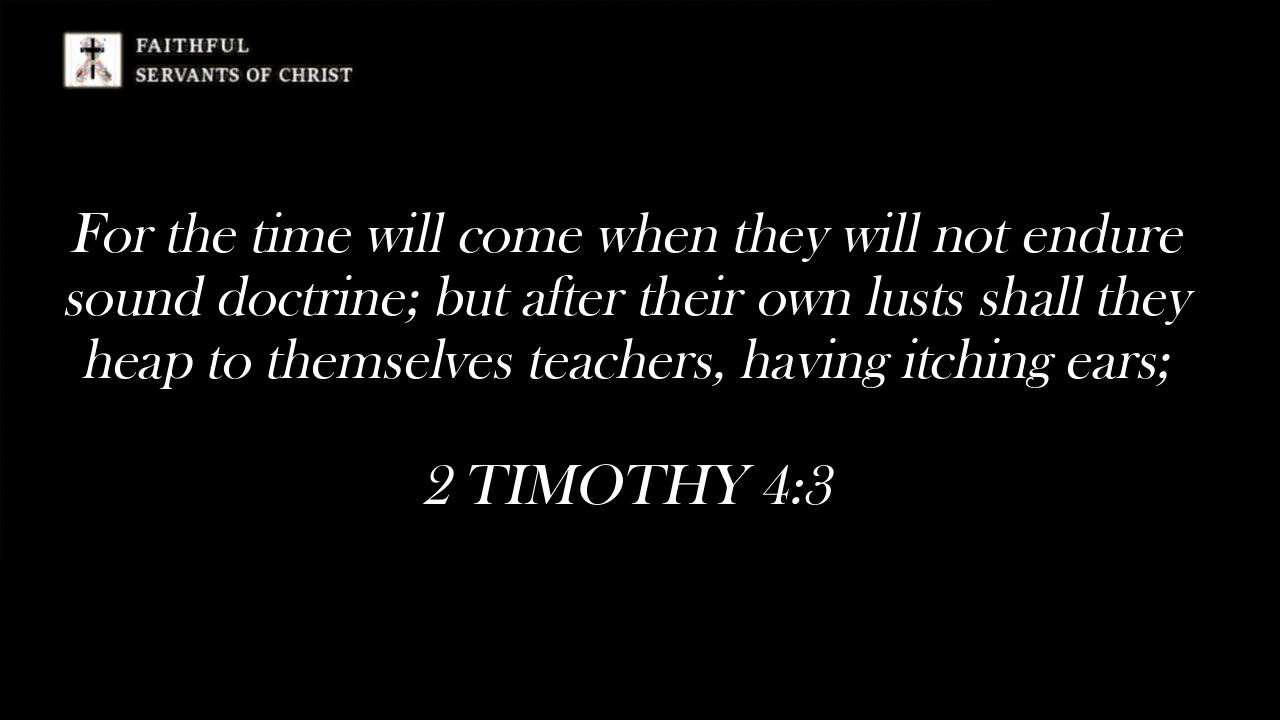 FAITHFUL
SERVANTS OF CHRIST
For the time will come when they will not endure
sound doctrine; but after their own lusts shall they
heap to themselves teachers, having itching ears;
2 TIMOTHY 4:3